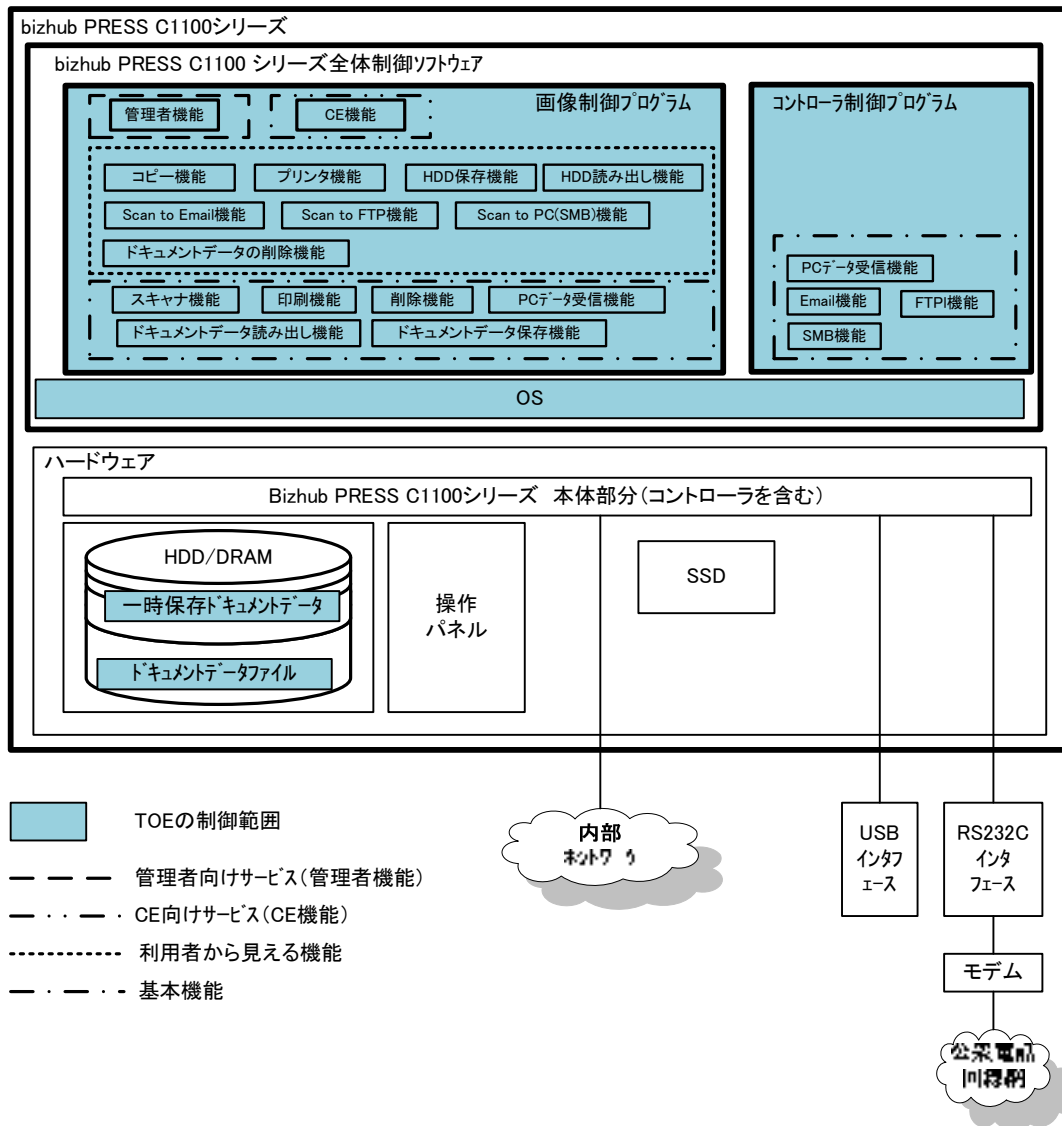 bizhub PRESS C1100シリーズ
bizhub PRESS C1100 シリーズ全体制御ソフトウェア
画像制御プログラム
管理者機能
CE機能
コピー機能
プリンタ機能
HDD保存機能
HDD読み出し機能
Scan to Email機能
Scan to FTP機能
Scan to PC(SMB)機能
ドキュメントデータの削除機能
スキャナ機能
印刷機能
削除機能
PCデータ受信機能
ドキュメントデータ読み出し機能
ドキュメントデータ保存機能
コントローラ制御プログラム
PCデータ受信機能
Email機能
FTPI機能
SMB機能
OS
ハードウェア
Bizhub PRESS C1100シリーズ 本体部分(コントローラを含む)
HDD/DRAM
一時保存ドキュメントデータ
ドキュメントデータファイル
操作
パネル
SSD
TOEの制御範囲
管理者向けサービス(管理者機能)
CE向けサービス(CE機能)
利用者から見える機能
基本機能
内部
USB
インタフ
ェース
RS232C
インタ
フェース
モデム